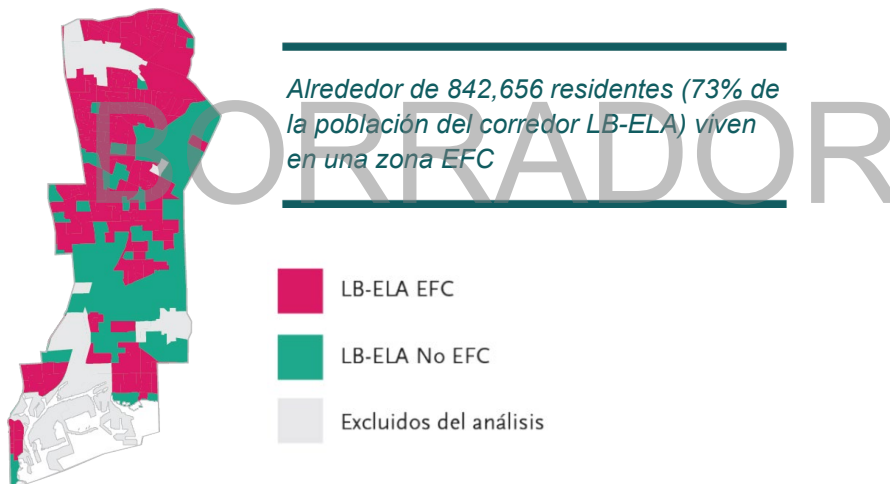 Alrededor de 842,656 residentes (73% de
la población del corredor LB-ELA) viven
en una zona EFC
BORRADOR
LB-ELA EFC
LB-ELA No EFC
Excluidos del análisis